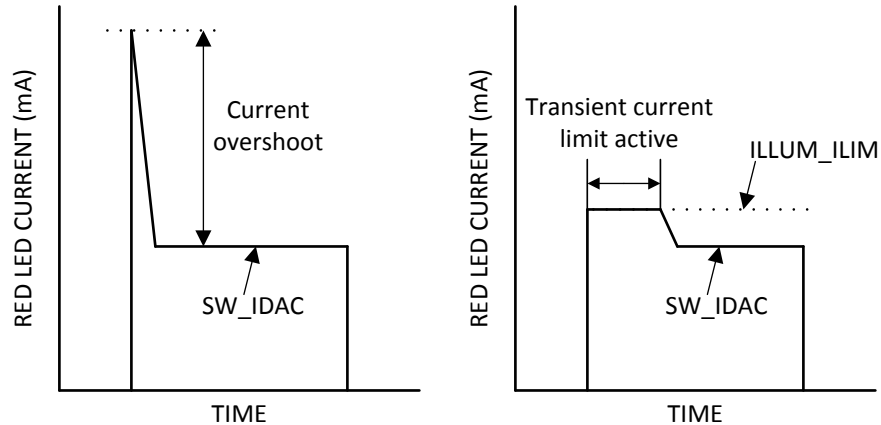 RED LED CURRENT (mA)
Current
overshoot
SW_IDAC
TIME
RED LED CURRENT (mA)
Transient current
limit active
ILLUM_ILIM
SW_IDAC
TIME